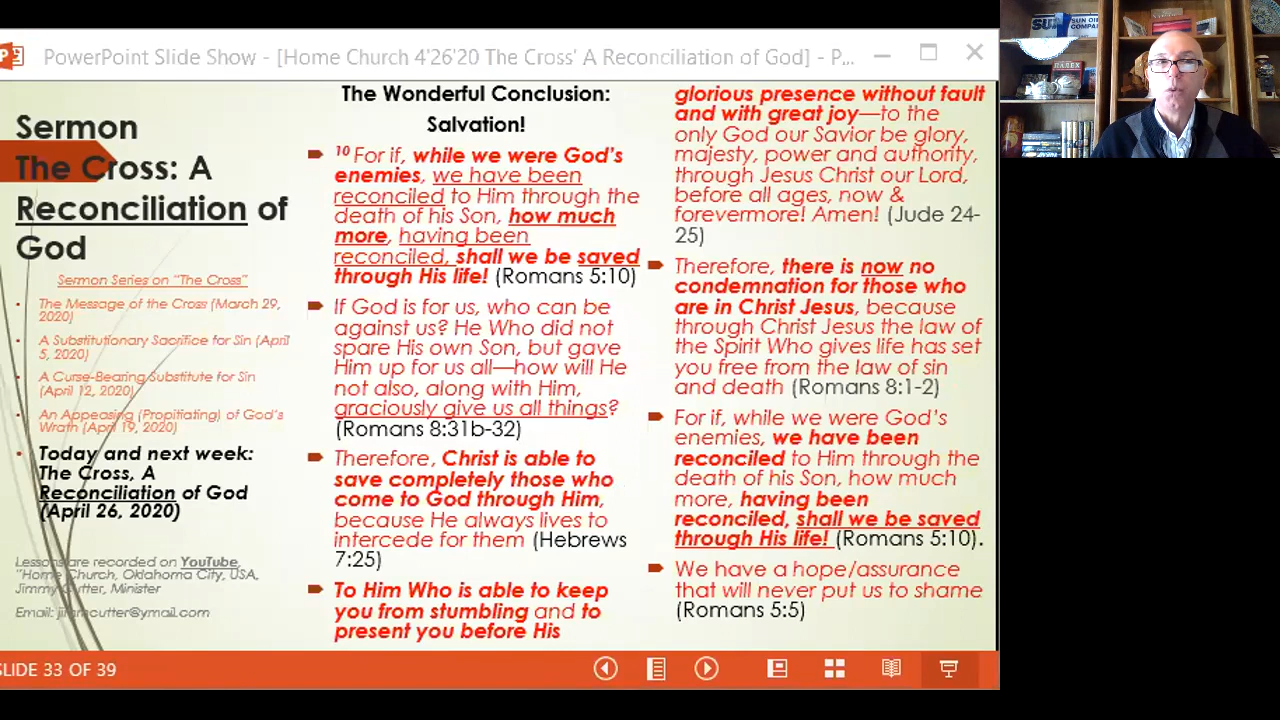 PowerPoint Slide Show - [Home Church 4'26'20 The Cross' A Reconciliation of God] - P...
Sermon
The Cross: A
Reconciliation of
God
Sermon Series on "The Cross"
The Message of the Cross (March 29,
2020)
A Substitutionary Sacrifice for Sin (April
5, 2020)
A Curse-Bearing Substitute for Sin
(April 12, 2020)
An Appeasing (Propitiating) of God's
Wrath (April 19, 2020)
Today and next week:
The Cross, A
Reconciliation of God
(April 26, 2020)
Lessons are recorded on YouTube,
"Home Church, Oklahoma City, USA,
Jimmy Cutter, Minister
Email: jimmcutter@ymail.com
The Wonderful Conclusion:
Salvation!
10 For if, while we were God's
enemies, we have been
reconciled to Him through the
death of his Son, how much
more, having been
reconciled, shall we be saved
through His life! (Romans 5:10)
If God is for us, who can be
against us? He Who did not
spare His own Son, but gave
Him up for us all—how will He
not also, along with Him,
graciously give us all things?
(Romans 8:31b-32)
Therefore, Christ is able to
save completely those who
come to God through Him,
because He always lives to
intercede for them (Hebrews
7:25)
To Him Who is able to keep
you from stumbling and to
present you before His
glorious presence without fault
and with great joy—to the
only God our Savior be glory,
majesty, power and authority,
through Jesus Christ our Lord,
before all ages, now &
forevermore! Amen! (Jude 24-
25)
Therefore, there is now no
condemnation for those who
are in Christ Jesus, because
through Christ Jesus the law of
the Spirit Who gives life has set
you free from the law of sin
and death (Romans 8:1-2)
For if, while we were God's
enemies, we have been
reconciled to Him through the
death of his Son, how much
more, having been
reconciled, shall we be saved
through His life! (Romans 5:10).
We have a hope/assurance
that will never put us to shame
(Romans 5:5)
SLIDE 33 OF 39
SUN OIL
COMPANY